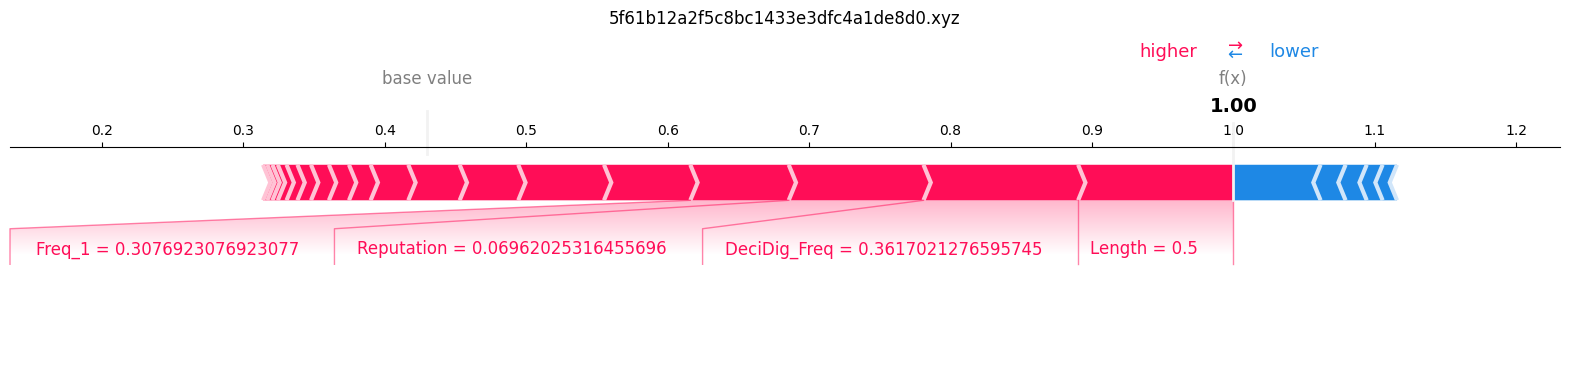 5f61b12a2f5c8bc1433e3dfc4a1de8d0.xyz
higher → ← lower
base value f(x)
1.00
0.2 0.3 0.4 0.5 0.6 0.7 0.8 0.9 1.0 1.1 1.2
Freq_1 = 0.3076923076923077 Reputation = 0.06962025316455696 DeciDig_Freq = 0.3617021276595745 Length = 0.5